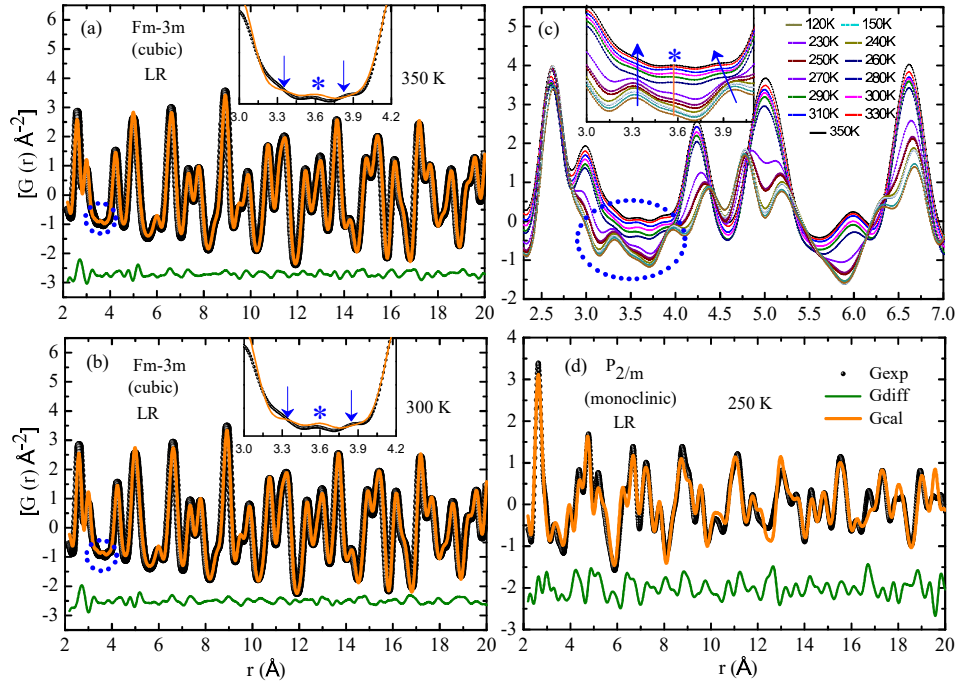 [G (r) Å-2]
6
5
4
3
2
1
0
-1
-2
-3
(a)
Fm-3m
(cubic)
LR
350 K
*
3.0 3.3 3.6 3.9 4.2
2 4 6 8 10 12 14 16 18 20
(c)
5
4
3
2
1
0
-1
-2
*
3.0 3.3 3.6 3.9
120K 150K
230K 240K
250K 260K
270K 280K
290K 300K
310K 330K
350K
2.5 3.0 3.5 4.0 4.5 5.0 5.5 6.0 6.5 7.0
[G (r) Å-2]
6
5
4
3
2
1
0
-1
-2
-3
(b)
Fm-3m
(cubic)
LR
300 K
*
3.0 3.3 3.6 3.9 4.2
2 4 6 8 10 12 14 16 18 20
r (Å)
4
3
2
1
0
-1
-2
-3
(d)
P2/m
(monoclinic)
LR
250 K
Gexp
Gdiff
Gcal
2 4 6 8 10 12 14 16 18 20
r (Å)